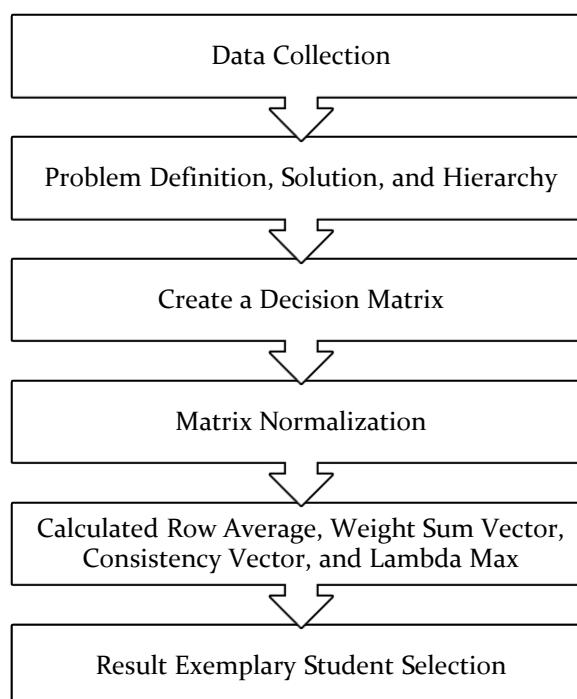 Data Collection
Problem Definition, Solution, and Hierarchy
Create a Decision Matrix
Matrix Normalization
Calculated Row Average, Weight Sum Vector,
Consistency Vector, and Lambda Max
Result Exemplary Student Selection